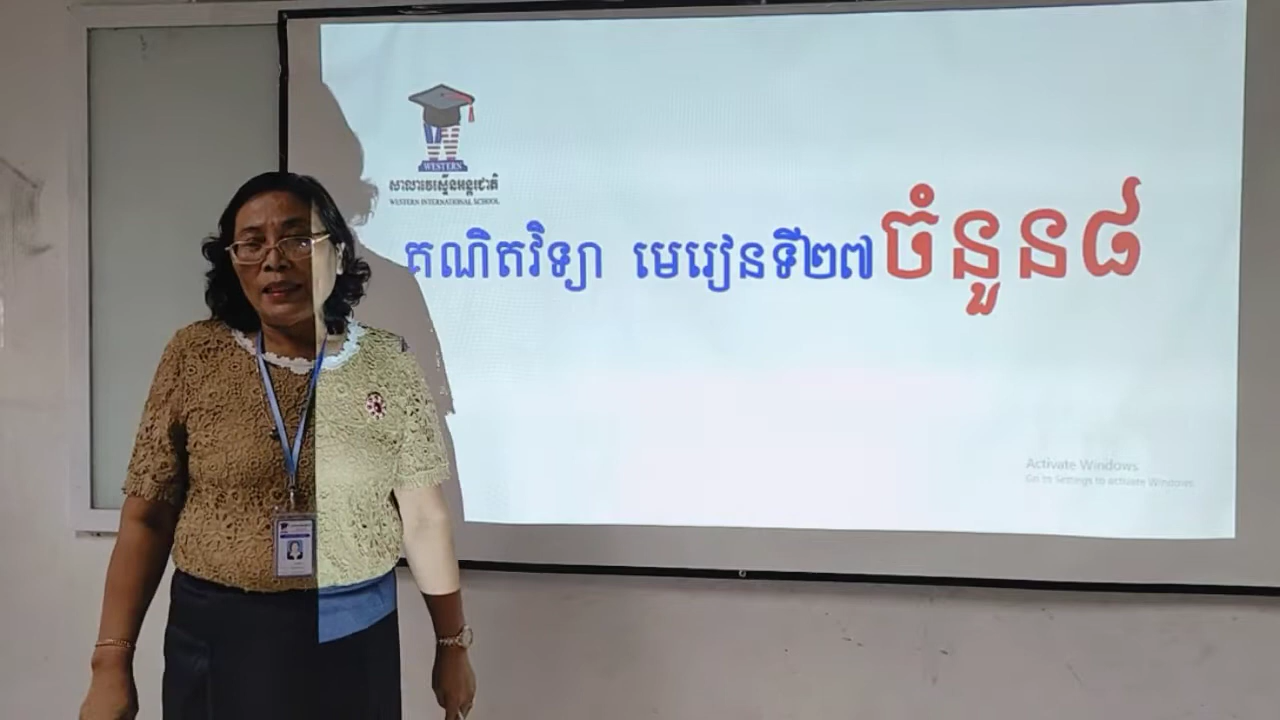 WESTERN
សាលាវេស្ទើនអន្តរជាតិ
WESTERN INTERNATIONAL SCHOOL
គណិតវិទ្យា មេរៀនទី២៧ ចំនួន៨
Activate Windows
Go to Settings to activate Windows